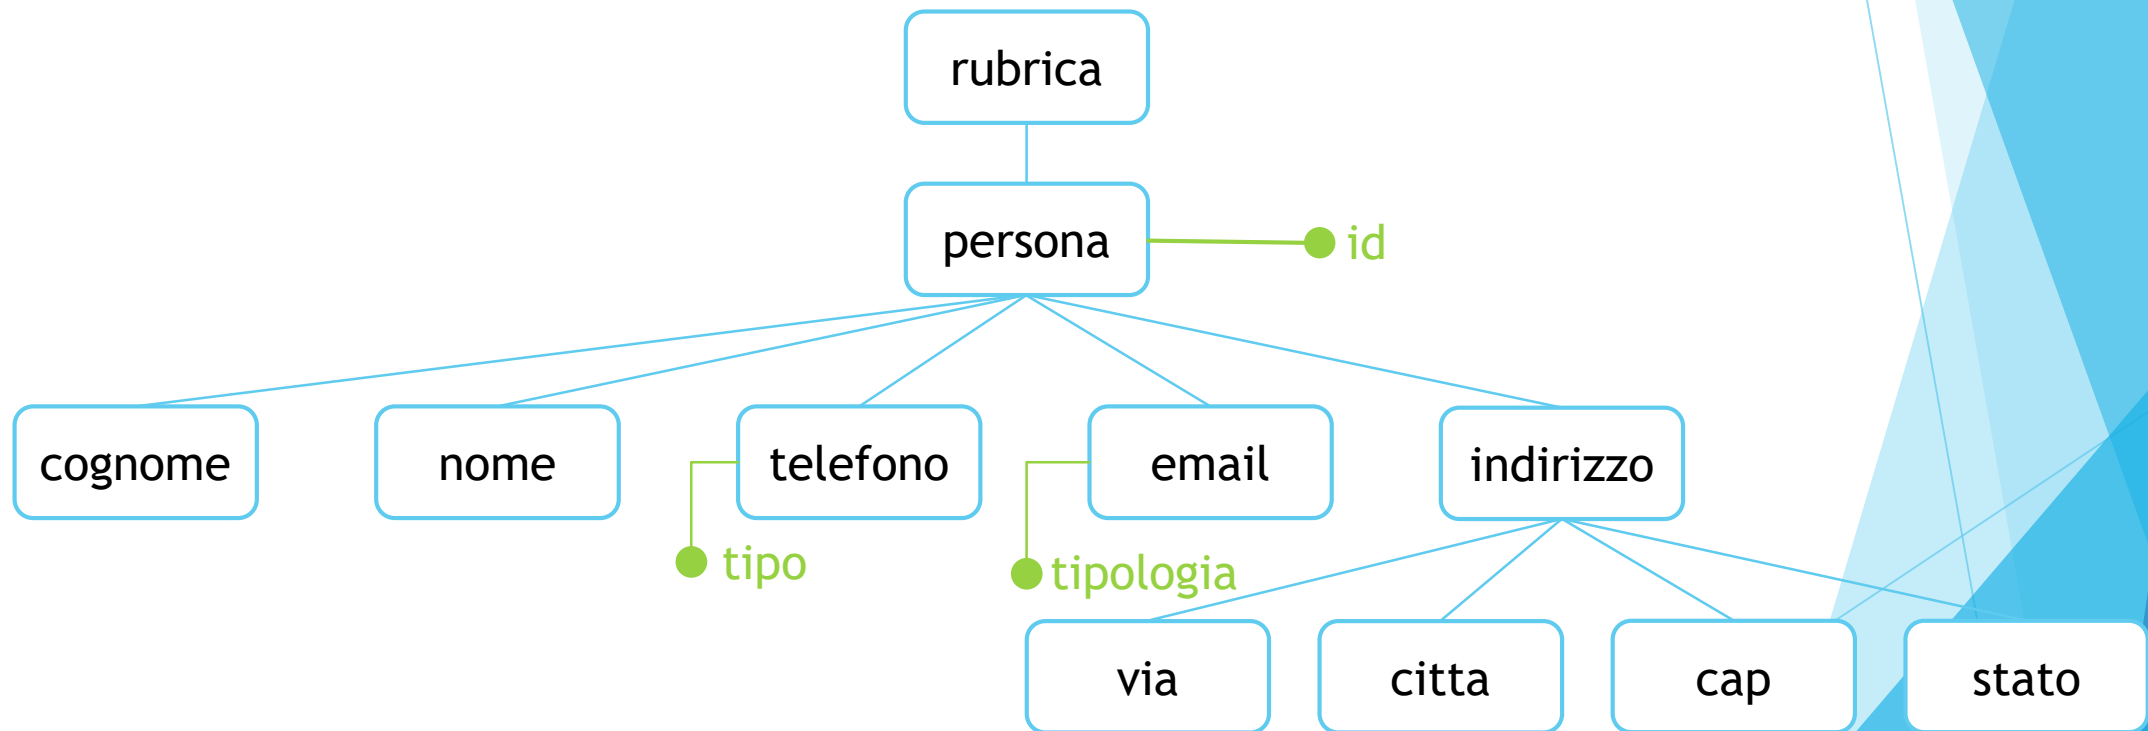 rubrica
persona
id
cognome
nome
telefono
email
indirizzo
tipo
tipologia
via
citta
cap
stato